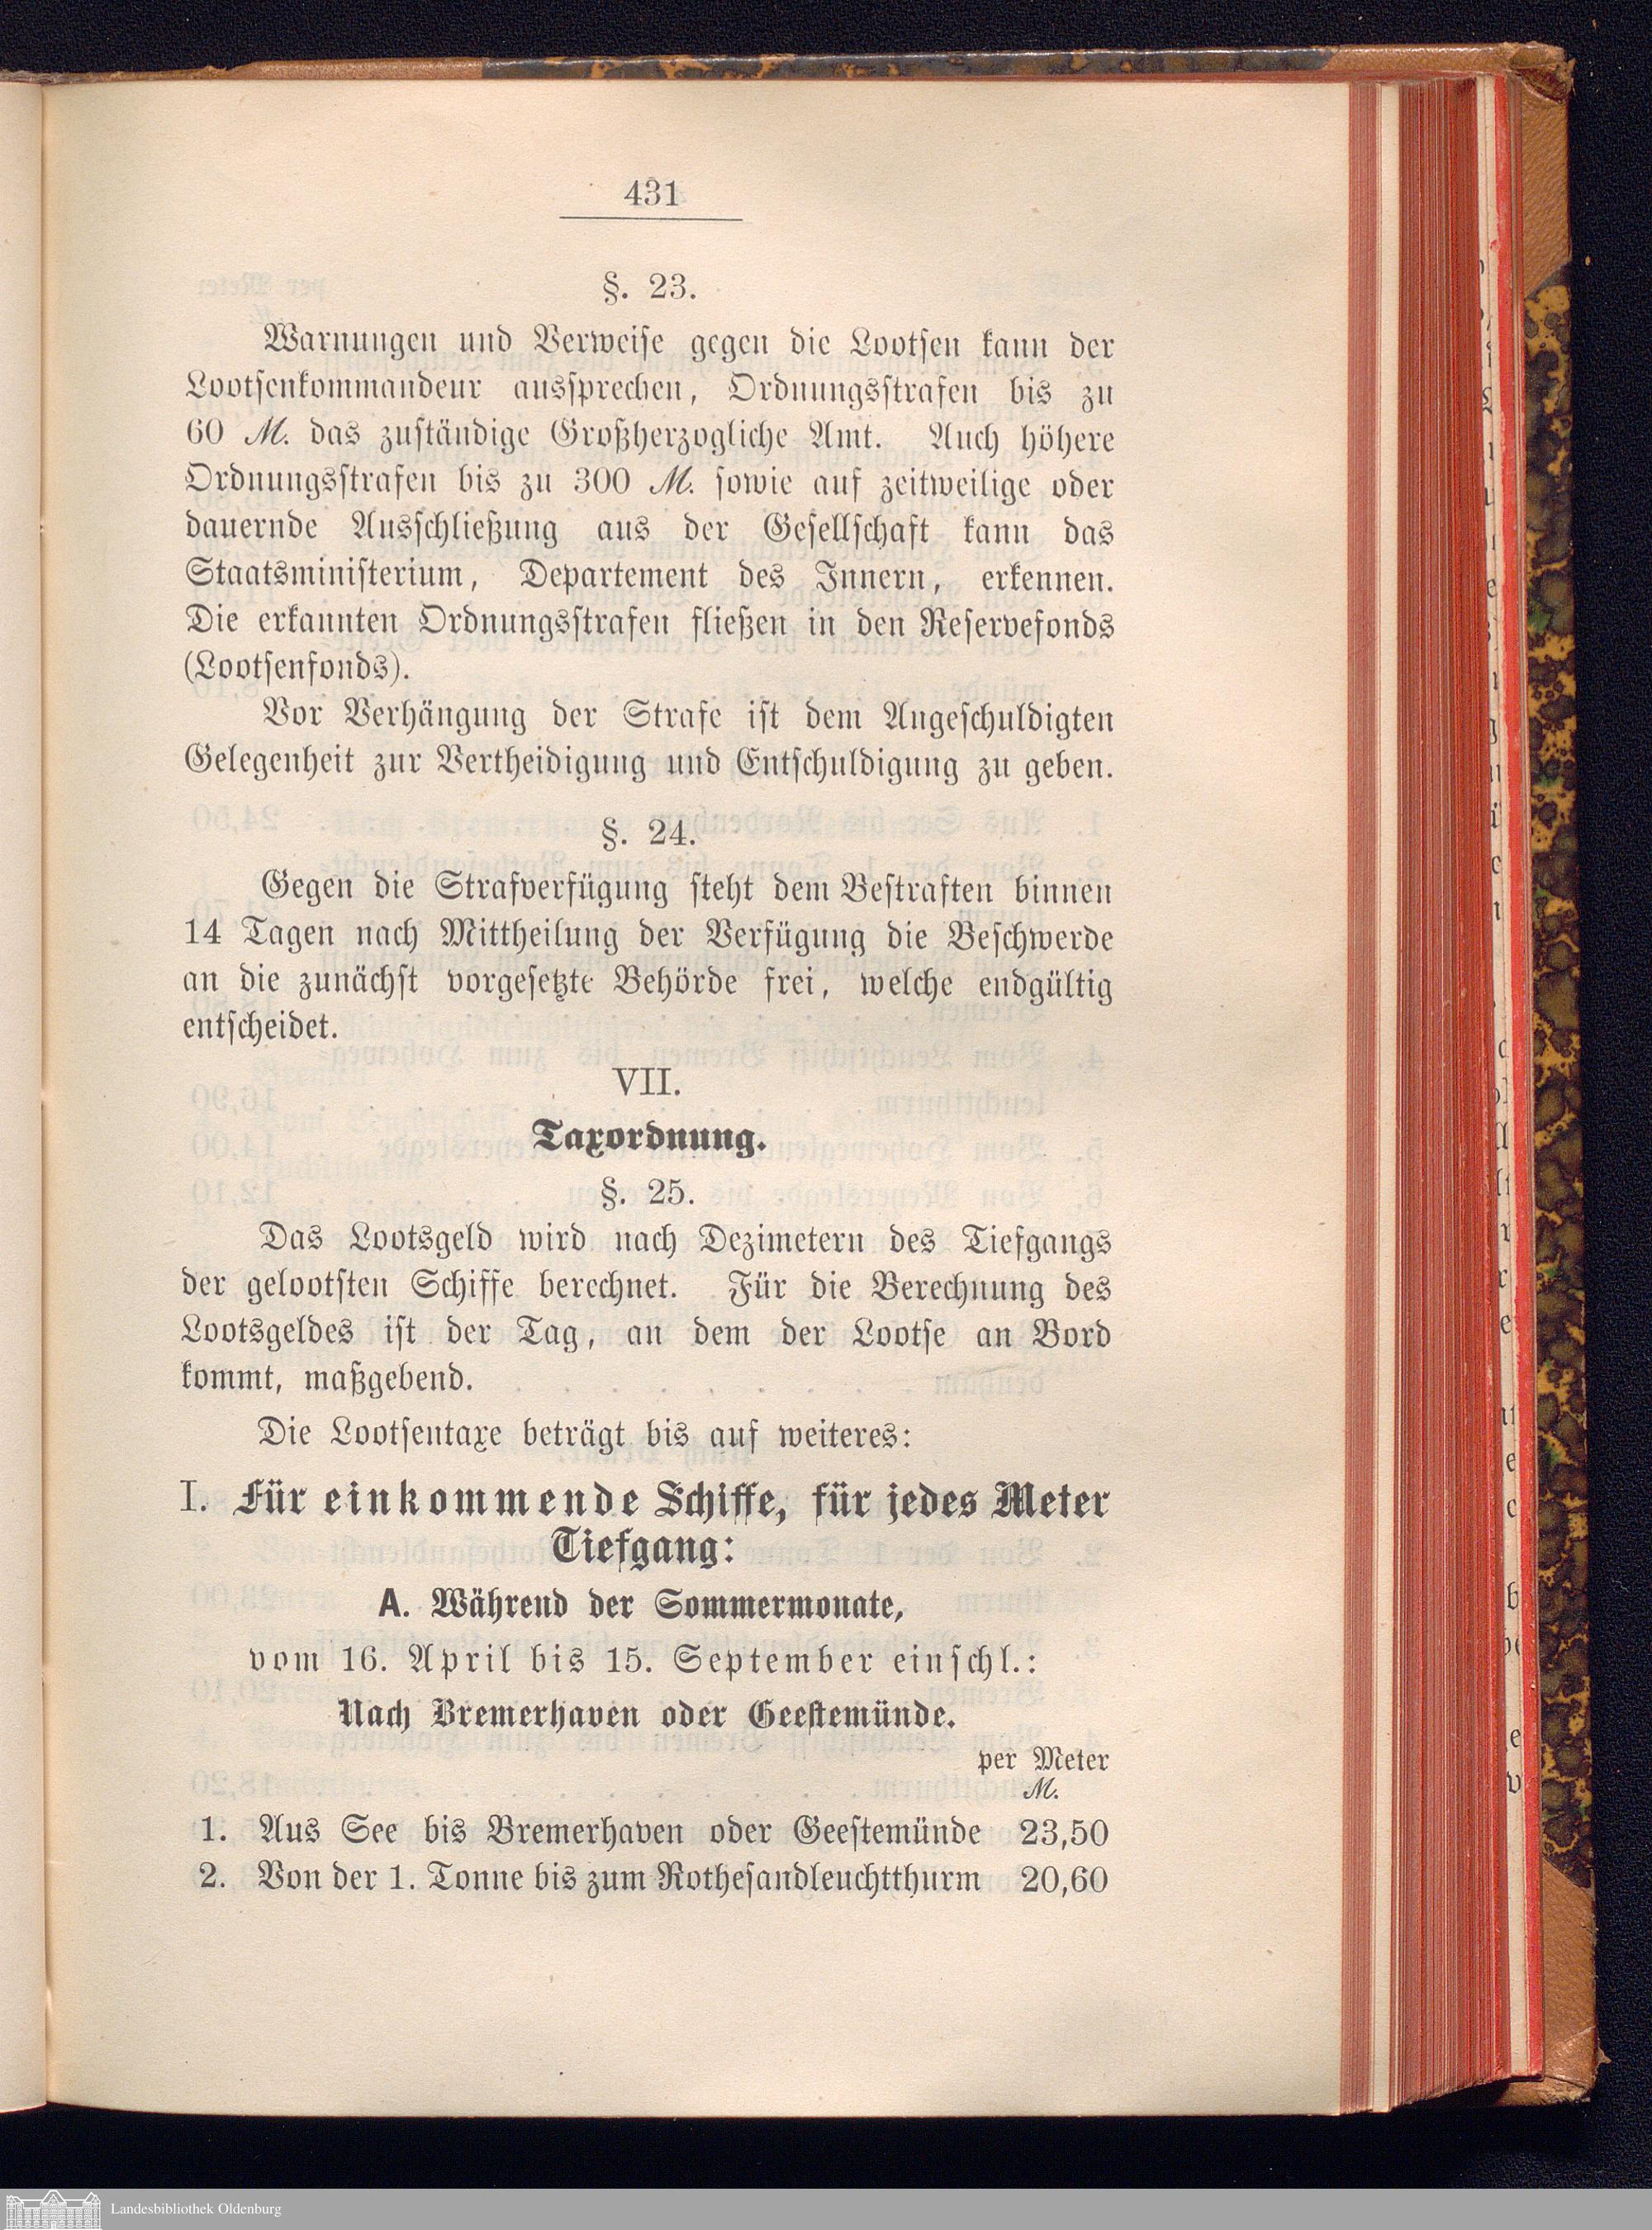 431
§. 23.
Warnungen und Verweise gegen die Lootsen kann der
Lootsenkommandeur aussprechen, Ordnungsstrafen bis zu
60 M. das zuständige Großherzogliche Amt. Auch höhere
Ordnungsstrafen bis zu 300 M. sowie auf zeitweilige oder
dauernde Ausschließung aus der Gesellschaft kann das
Staatsministerium, Departement des Innern, erkennen.
Die erkannten Ordnungsstrafen fließen in den Reservefonds
(Lootsenfonds).
Vor Verhängung der Strafe ist dem Angeschuldigten
Gelegenheit zur Vertheidigung und Entschuldigung zu geben.
§. 24.
Gegen die Strafverfügung steht dem Bestraften binnen
14 Tagen nach Mittheilung der Verfügung die Beschwerde
an die zunächst vorgesetzte Behörde frei, welche endgültig
entscheidet.
VII.
Taxordnung.
§. 25.
Das Lootsgeld wird nach Dezimetern des Tiefgangs
der gelootsten Schiffe berechnet. Für die Berechnung des
Lootsgeldes ist der Tag, an dem der Lootse an Bord
kommt, maßgebend.
Die Lootsentaxe beträgt bis auf weiteres:
I. Für einkommende Schiffe, für jedes Meter
Tiefgang:
A. Während der Sommermonate,
vom 16. April bis 15. September einschl.:
Nach Bremerhaven oder Geestemünde.
per Meter
M.
1. Aus See bis Bremerhaven oder Geestemünde 23,50
2. Von der 1. Tonne bis zum Rothesandleuchtthurm 20,60
Landesbibliothek Oldenburg